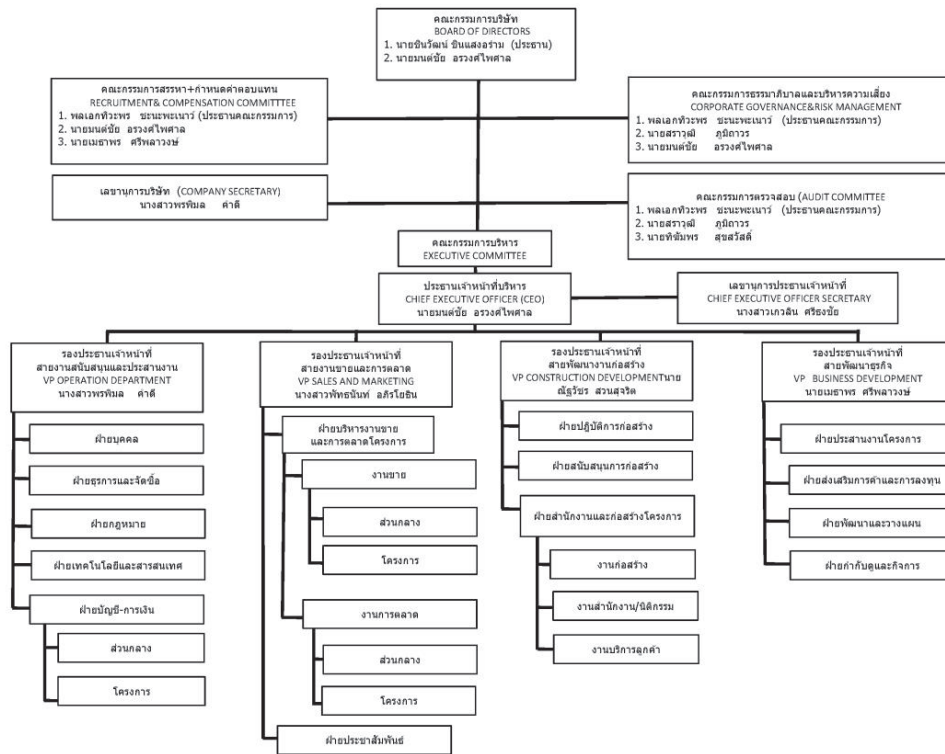 คณะกรรมการบริษัท
BOARD OF DIRECTORS
1. นายชินวัฒน์ ชินแสงอร่าม (ประธาน)
2. นายมนต์ชัย อรวงศ์ไพศาล
คณะกรรมการสรรหา+กำหนดค่าตอบแทน
RECRUITMENT& COMPENSATION COMMITTTEE
1. พลเอกทิวะพร ชะนะพะเนาว์ (ประธานคณะกรรมการ)
2. นายมนต์ชัย อรวงศ์ไพศาล
3. นายเมธาพร ศรีพลาวงษ์
คณะกรรมการธรรมาภิบาลและบริหารความเสี่ยง
CORPORATE GOVERNANCE&RISK MANAGEMENT
1. พลเอกทิวะพร ชะนะพะเนาว์ (ประธานคณะกรรมการ)
2. นายสราวุฒิ ภูมิถาวร
3. นายมนต์ชัย อรวงศ์ไพศาล
เลขานุการบริษัท (COMPANY SECRETARY)
นางสาวพรพิมล คำดี
คณะกรรมการตรวจสอบ (AUDIT COMMITTEE
1. พลเอกทิวะพร ชะนะพะเนาว์ (ประธานคณะกรรมการ)
2. นายสราวุฒิ ภูมิถาวร
3. นายทิฆัมพร สุขสวัสดิ์
คณะกรรมการบริหาร
EXECUTIVE COMMITTEE
ประธานเจ้าหน้าที่บริหาร
CHIEF EXECUTIVE OFFICER (CEO)
นายมนต์ชัย อรวงศ์ไพศาล
เลขานุการประธานเจ้าหน้าที่
CHIEF EXECUTIVE OFFICER SECRETARY
นางสาวเกวลิน ศรีธงชัย
รองประธานเจ้าหน้าที่
สายงานสนับสนุนและประสานงาน
VP OPERATION DEPARTMENT
นางสาวพรพิมล คำดี
ฝ่ายบุคคล
ฝ่ายธุรการและจัดซื้อ
ฝ่ายกฎหมาย
ฝ่ายเทคโนโลยีและสารสนเทศ
ฝ่ายบัญชี-การเงิน
ส่วนกลาง
โครงการ
รองประธานเจ้าหน้าที่
สายงานขายและการตลาด
VP SALES AND MARKETING
นางสาวพัทธนันท์ อภิรโยธิน
ฝ่ายบริหารงานขาย
และการตลาดโครงการ
งานขาย
ส่วนกลาง
โครงการ
งานการตลาด
ส่วนกลาง
โครงการ
ฝ่ายประชาสัมพันธ์
รองประธานเจ้าหน้าที่
สายพัฒนางานก่อสร้าง
VP CONSTRUCTION DEVELOPMENTนาย
ณัฐวัชร สวนสุจริต
ฝ่ายปฎิบัติการก่อสร้าง
ฝ่ายสนับสนุนการก่อสร้าง
ฝ่ายสำนักงานและก่อสร้างโครงการ
งานก่อสร้าง
งานสำนักงาน/นิติกรรม
งานบริการลูกค้า
รองประธานเจ้าหน้าที่
สายพัฒนาธุรกิจ
VP BUSINESS DEVELOPMENT
นายเมธาพร ศรีพลาวงษ์
ฝ่ายประสานงานโครงการ
ฝ่ายส่งเสริมการค้าและการลงทุน
ฝ่ายพัฒนาและวางแผน
ฝ่ายกำกับดูและกิจการ